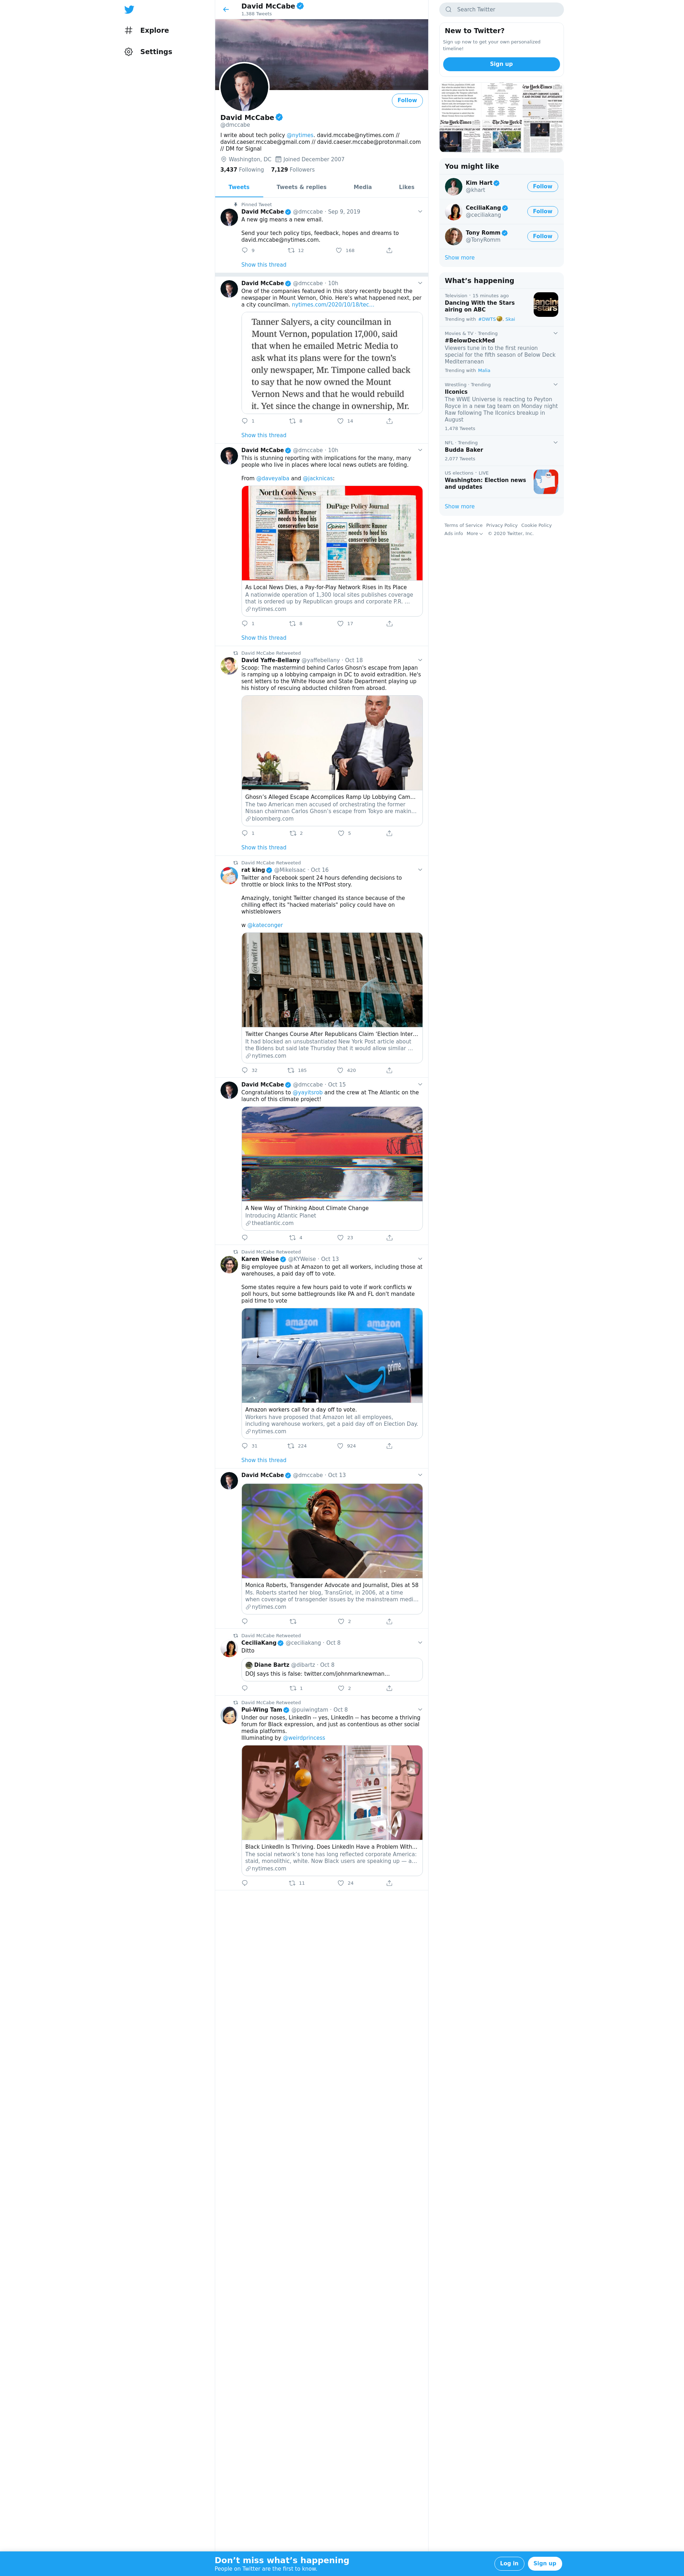 Explore
Settings
David McCabe
1,388 Tweets
Follow
David McCabe
@dmccabe
I write about tech policy @nytimes. david.mccabe@nytimes.com //
david.caeser.mccabe@gmail.com // david.caeser.mccabe@protonmail.com
// DM for Signal
Washington, DC Joined December 2007
3,437 Following 7,129 Followers
Tweets Tweets & replies Media Likes
Pinned Tweet
David McCabe @dmccabe · Sep 9, 2019
A new gig means a new email.
Send your tech policy tips, feedback, hopes and dreams to
david.mccabe@nytimes.com.
12 168
Show this thread
David McCabe @dmccabe · 10h
One of the companies featured in this story recently bought the
newspaper in Mount Vernon, Ohio. Here's what happened next, per
a city councilman. nytimes.com/2020/10/18/tec…
Tanner Salyers, a city councilman in
Mount Vernon, population 17,000, said
that when he emailed Metric Media to
ask what its plans were for the town's
only newspaper, Mr. Timpone called back
to say that he now owned the Mount
Vernon News and that he would rebuild
it. Yet since the change in ownership, Mr.
1 8 14
Show this thread
David McCabe @dmccabe · 10h
This is stunning reporting with implications for the many, many
people who live in places where local news outlets are folding.
From @daveyalba and @jacknicas:
North Cook News
DuPage Policy Journal
Opinion
Skillicorn: Rauner
needs to heed his
conservative base
Opinion
Skillicorn: Rauner
needs to heed his
conservative base
As Local News Dies, a Pay-for-Play Network Rises in Its Place
A nationwide operation of 1,300 local sites publishes coverage
that is ordered up by Republican groups and corporate P.R. …
nytimes.com
1 8 17
Show this thread
David McCabe Retweeted
David Yaffe-Bellany @yaffebellany · Oct 18
Scoop: The mastermind behind Carlos Ghosn's escape from Japan
is ramping up a lobbying campaign in DC to avoid extradition. He's
sent letters to the White House and State Department playing up
his history of rescuing abducted children from abroad.
Ghosn's Alleged Escape Accomplices Ramp Up Lobbying Cam…
The two American men accused of orchestrating the former
Nissan chairman Carlos Ghosn's escape from Tokyo are makin…
bloomberg.com
1 2 5
Show this thread
David McCabe Retweeted
rat king @MikeIsaac · Oct 16
Twitter and Facebook spent 24 hours defending decisions to
throttle or block links to the NYPost story.
Amazingly, tonight Twitter changed its stance because of the
chilling effect its "hacked materials" policy could have on
whistleblowers
w @kateconger
Twitter Changes Course After Republicans Claim 'Election Inter…
It had blocked an unsubstantiated New York Post article about
the Bidens but said late Thursday that it would allow similar …
nytimes.com
32 185 420
David McCabe @dmccabe · Oct 15
Congratulations to @yayitsrob and the crew at The Atlantic on the
launch of this climate project!
A New Way of Thinking About Climate Change
Introducing Atlantic Planet
theatlantic.com
4 23
David McCabe Retweeted
Karen Weise @KYWeise · Oct 13
Big employee push at Amazon to get all workers, including those at
warehouses, a paid day off to vote.
Some states require a few hours paid to vote if work conflicts w
poll hours, but some battlegrounds like PA and FL don't mandate
paid time to vote
amazon amazon
prime
Amazon workers call for a day off to vote.
Workers have proposed that Amazon let all employees,
including warehouse workers, get a paid day off on Election Day.
nytimes.com
31 224 924
Show this thread
David McCabe @dmccabe · Oct 13
Monica Roberts, Transgender Advocate and Journalist, Dies at 58
Ms. Roberts started her blog, TransGriot, in 2006, at a time
when coverage of transgender issues by the mainstream medi…
nytimes.com
2
David McCabe Retweeted
CeciliaKang @ceciliakang · Oct 8
Ditto
Diane Bartz @dibartz · Oct 8
DOJ says this is false: twitter.com/johnmarknewman…
1 2
David McCabe Retweeted
Pui-Wing Tam @puiwingtam · Oct 8
Under our noses, LinkedIn -- yes, LinkedIn -- has become a thriving
forum for Black expression, and just as contentious as other social
media platforms.
Illuminating by @weirdprincess
Black LinkedIn Is Thriving. Does LinkedIn Have a Problem With…
The social network's tone has long reflected corporate America:
staid, monolithic, white. Now Black users are speaking up — a…
nytimes.com
11 24
Search Twitter
New to Twitter?
Sign up now to get your own personalized
timeline!
Sign up
You might like
Kim Hart
@khart
Follow
CeciliaKang
@ceciliakang
Follow
Tony Romm
@TonyRomm
Follow
Show more
What's happening
Television · 15 minutes ago
Dancing With the Stars
airing on ABC
Trending with #DWTS, Skai
Movies & TV · Trending
#BelowDeckMed
Viewers tune in to the first reunion
special for the fifth season of Below Deck
Mediterranean
Trending with Malia
Wrestling · Trending
IIconics
The WWE Universe is reacting to Peyton
Royce in a new tag team on Monday night
Raw following The IIconics breakup in
August
1,478 Tweets
NFL · Trending
Budda Baker
2,077 Tweets
US elections · LIVE
Washington: Election news
and updates
Show more
Terms of Service Privacy Policy Cookie Policy
Ads info More © 2020 Twitter, Inc.
Don't miss what's happening
People on Twitter are the first to know.
Log in Sign up